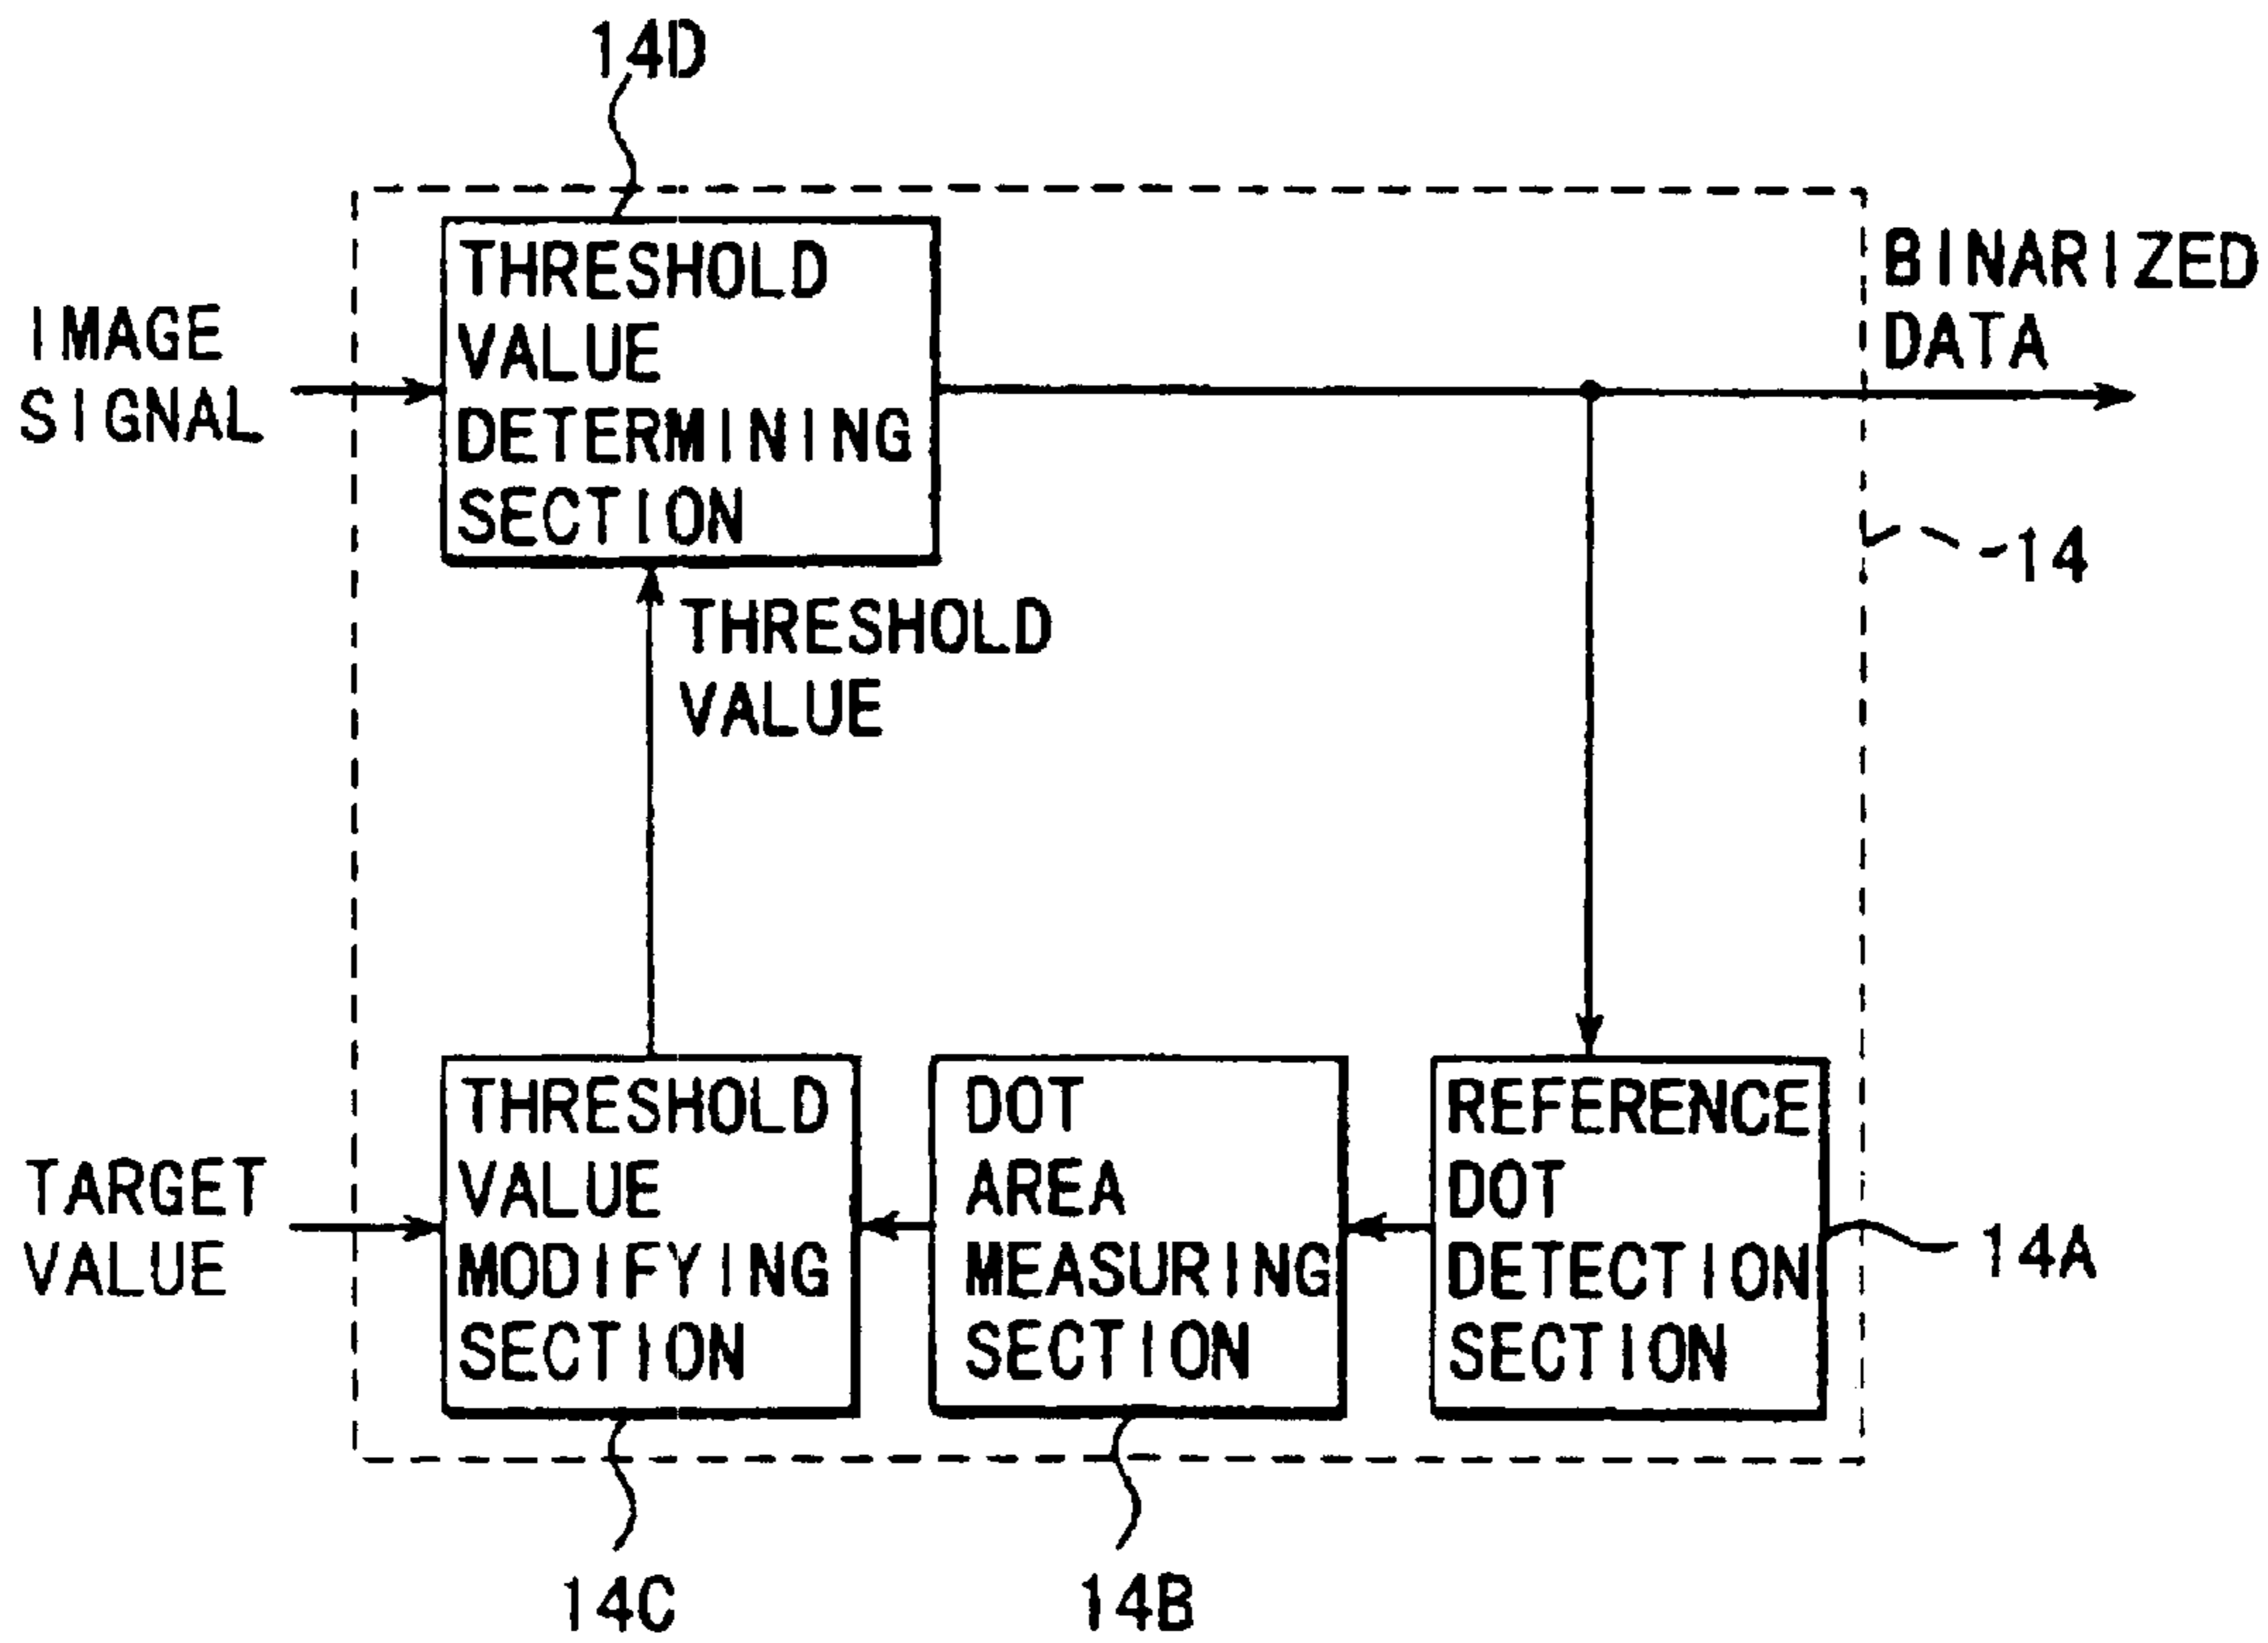 14D
THRESHOLD
VALUE
DETERMINING
SECTION
IMAGE
SIGNAL
BINARIZED
DATA
14
THRESHOLD
VALUE
TARGET
VALUE
THRESHOLD
VALUE
MODIFYING
SECTION
DOT
AREA
MEASURING
SECTION
REFERENCE
DOT
DETECTION
SECTION
14A
14C
14B